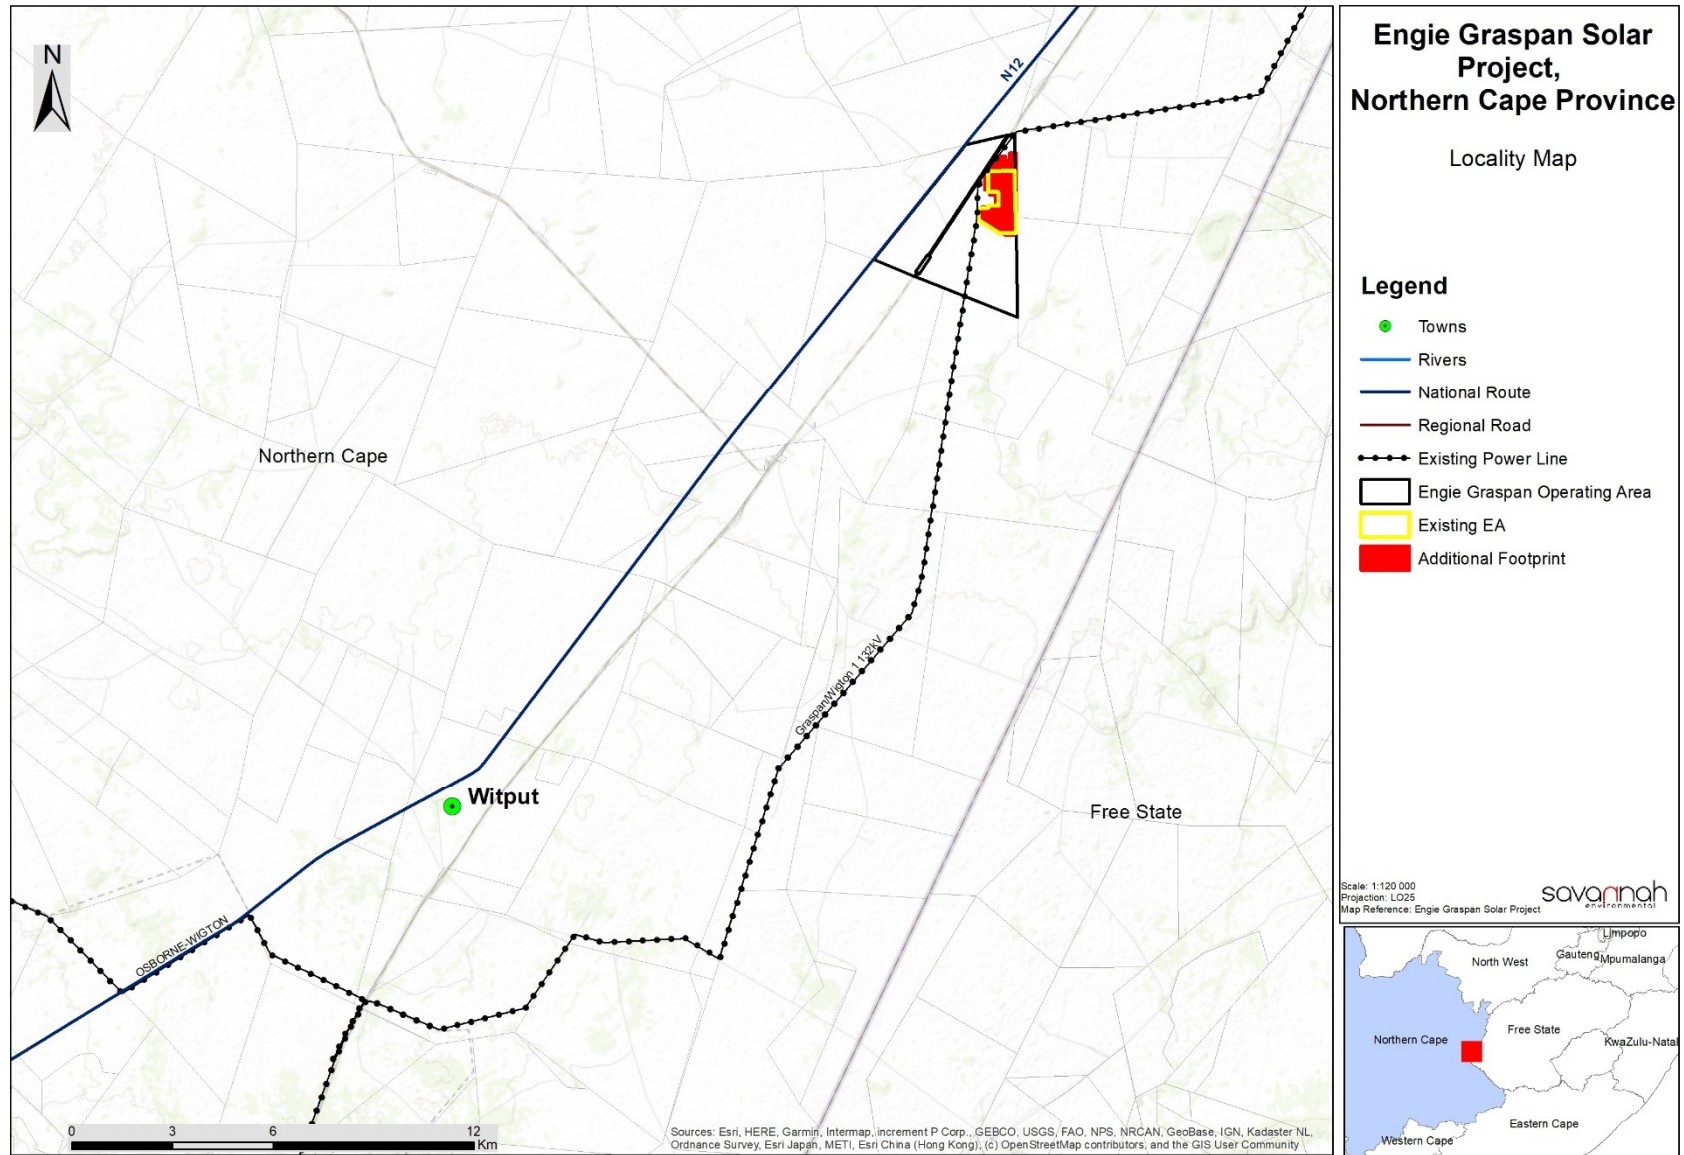 N
N12
Northern Cape
Graspan/Wigton 1 132kV
Witput
Free State
OSBORNE-WIGTON
0 3 6 12
Km
Sources: Esri, HERE, Garmin, Intermap, increment P Corp., GEBCO, USGS, FAO, NPS, NRCAN, GeoBase, IGN, Kadaster NL,
Ordnance Survey, Esri Japan, METI, Esri China (Hong Kong), (c) OpenStreetMap contributors, and the GIS User Community
Engie Graspan Solar
Project,
Northern Cape Province
Locality Map
Legend
Towns
Rivers
National Route
Regional Road
Existing Power Line
Engie Graspan Operating Area
Existing EA
Additional Footprint
Scale: 1:120 000
Projection: LO25
Map Reference: Engie Graspan Solar Project
savannah
environmental
Limpopo
North West
Gauteng
Mpumalanga
Northern Cape
Free State
KwaZulu-Natal
Eastern Cape
Western Cape